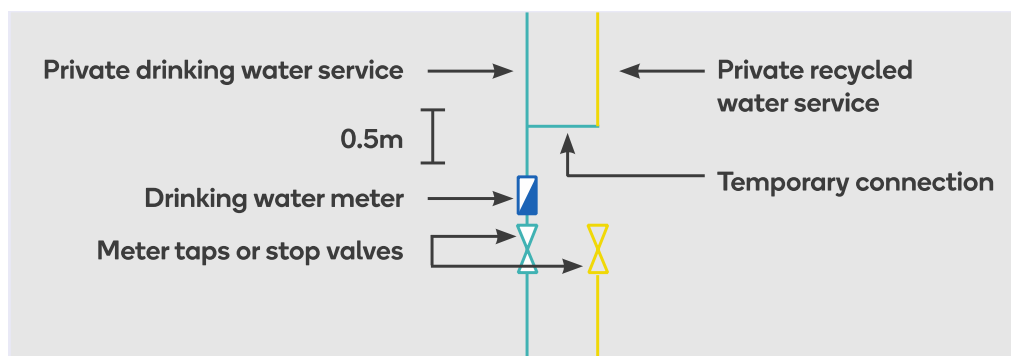 Private drinking water service
Private recycled
water service
0.5m
Temporary connection
Drinking water meter
Meter taps or stop valves